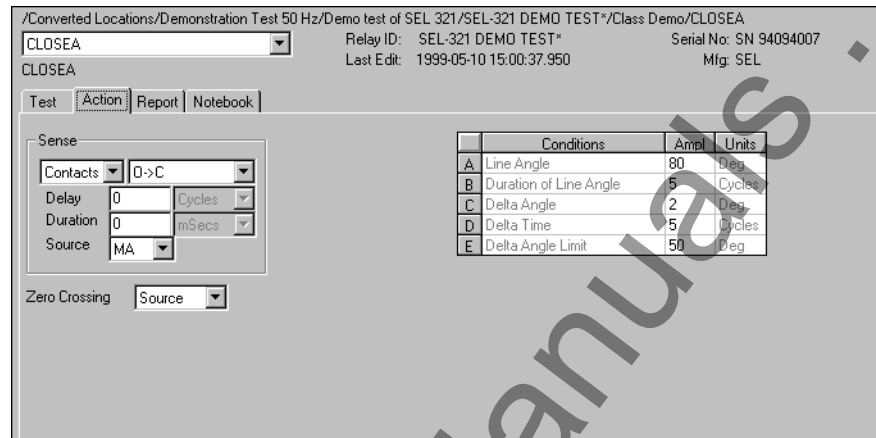 /Converted Locations/Demonstration Test 50 Hz/Demo test of SEL 321/SEL-321 DEMO TEST*/Class Demo/CLOSEA
CLOSEA Relay ID: SEL-321 DEMO TEST* Serial No: SN 94094007
Last Edit: 1999-05-10 15:00:37.950 Mfg: SEL
CLOSEA
Test Action Report Notebook
Sense
Contacts O->C
Delay 0 Cycles
Duration 0 mSecs
Source MA
Zero Crossing Source
Conditions Ampl Units
A Line Angle 80 Deg
B Duration of Line Angle 5 Cycles
C Delta Angle 2 Deg
D Delta Time 5 Cycles
E Delta Angle Limit 50 Deg